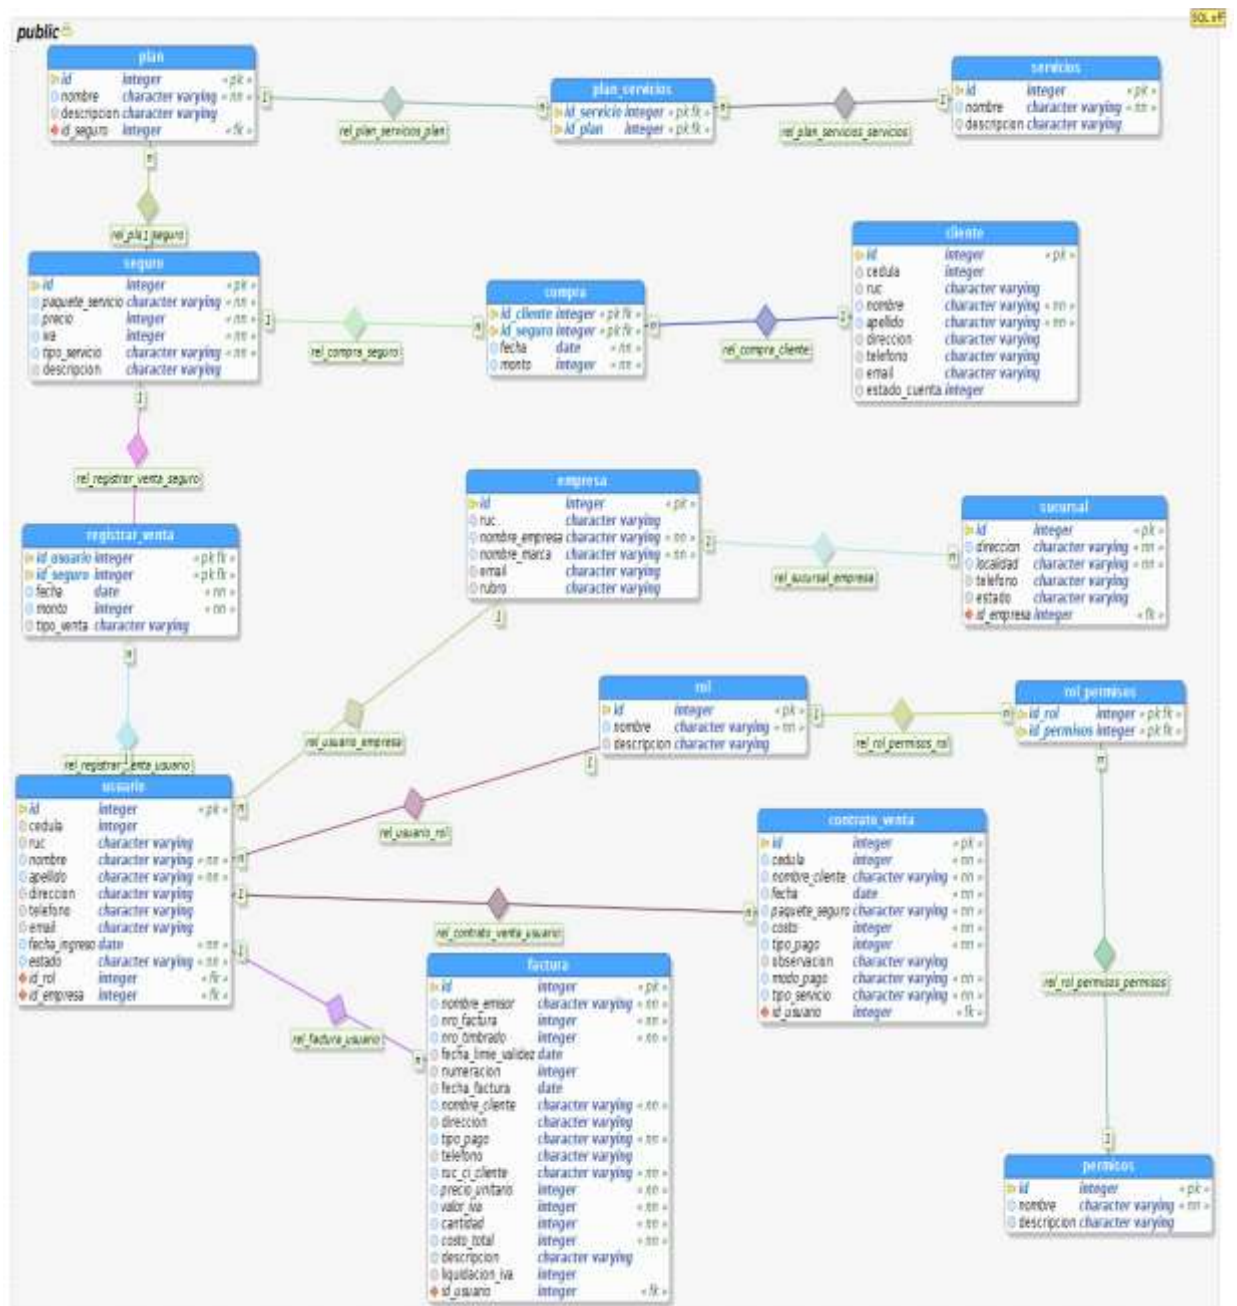 SQL off
public
plan
id integer « pk »
nombre character varying « nn »
descripcion character varying
id_seguro integer « fk »
1
n
rel_plan_servicios_plan
plan_servicios
id_servicio integer « pk fk »
id_plan integer « pk fk »
n
1
rel_plan_servicios_servicios
servicios
id integer « pk »
nombre character varying « nn »
descripcion character varying
n
1
seguro
id integer « pk »
paquete_servicio character varying « nn »
precio integer « nn »
iva integer « nn »
tipo_servicio character varying « nn »
descripcion character varying
1
n
rel_compra_seguro
compra
id_cliente integer « pk fk »
id_seguro integer « pk fk »
fecha date « nn »
monto integer « nn »
n
1
rel_compra_cliente
cliente
id integer « pk »
cedula integer
ruc character varying
nombre character varying « nn »
apellido character varying « nn »
direccion character varying
telefono character varying
email character varying
estado_cuenta integer
1
rel_registrar_venta_seguro
registrar_venta
id_usuario integer « pk fk »
id_seguro integer « pk fk »
fecha date « nn »
monto integer « nn »
tipo_venta character varying
n
rel_registrar_venta_usuario
empresa
id integer « pk »
ruc character varying
nombre_empresa character varying « nn »
nombre_marca character varying « nn »
email character varying
rubro character varying
1
n
rel_sucursal_empresa
sucursal
id integer « pk »
direccion character varying « nn »
localidad character varying « nn »
telefono character varying
estado character varying
id_empresa integer « fk »
1
n
rel_usuario_empresa
rol
id integer « pk »
nombre character varying « nn »
descripcion character varying
1
n
rel_rol_permisos_rol
rol_permisos
id_rol integer « pk fk »
id_permisos integer « pk fk »
1
n
rel_usuario_rol
usuario
id integer « pk »
cedula integer
ruc character varying
nombre character varying « nn »
apellido character varying « nn »
direccion character varying
telefono character varying
email character varying
fecha_ingreso date « nn »
estado character varying « nn »
id_rol integer « fk »
id_empresa integer « fk »
1
n
rel_contrato_venta_usuario
contrato_venta
id integer « pk »
cedula integer « nn »
nombre_cliente character varying « nn »
fecha date « nn »
paquete_seguro character varying « nn »
costo integer « nn »
tipo_pago integer « nn »
observacion character varying
modo_pago character varying « nn »
tipo_servicio character varying « nn »
id_usuario integer « fk »
1
n
rel_factura_usuario
factura
id integer « pk »
nombre_emisor character varying « nn »
nro_factura integer « nn »
nro_timbrado integer « nn »
fecha_lime_validez date
numeracion integer
fecha_factura date
nombre_cliente character varying « nn »
direccion character varying
tipo_pago character varying « nn »
telefono character varying
ruc_ci_cliente character varying « nn »
precio_unitario integer « nn »
valor_iva integer « nn »
cantidad integer « nn »
costo_total integer « nn »
descripcion character varying
liquidacion_iva integer
id_usuario integer « fk »
n
rel_rol_permisos_permisos
1
permisos
id integer « pk »
nombre character varying « nn »
descripcion character varying